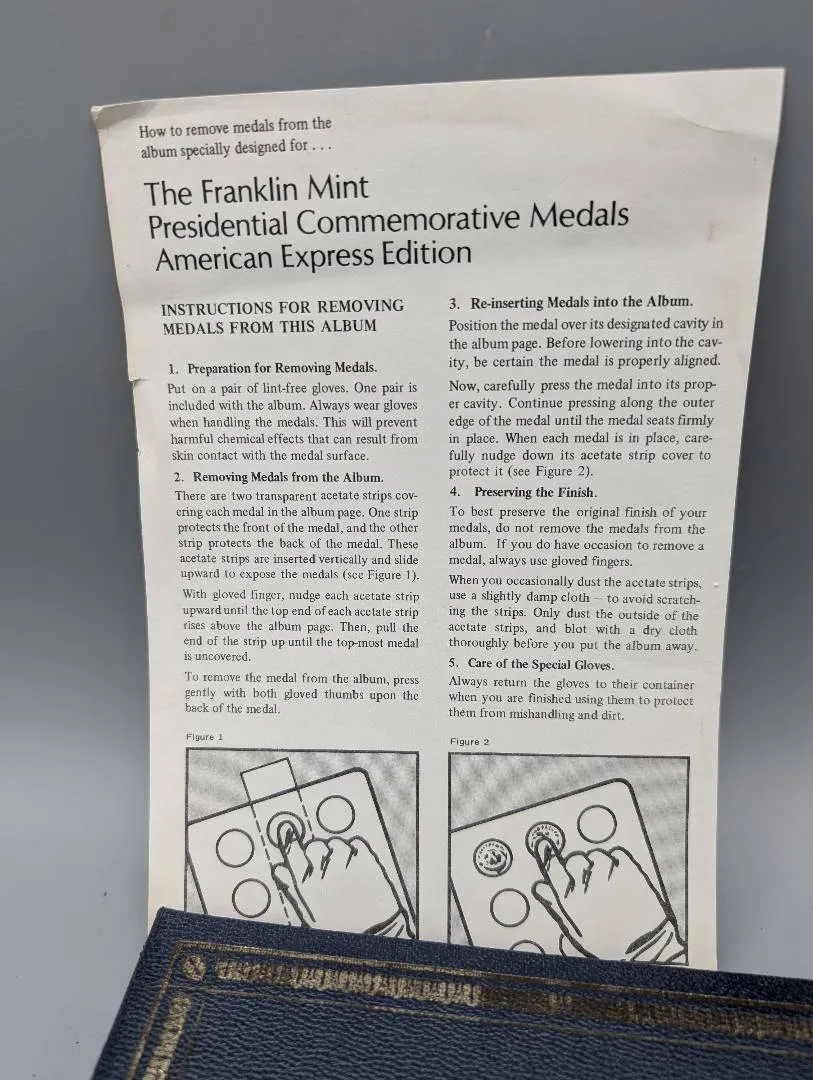 How to remove medals from the
album specially designed for . . .
The Franklin Mint
Presidential Commemorative Medals
American Express Edition
INSTRUCTIONS FOR REMOVING
MEDALS FROM THIS ALBUM
1. Preparation for Removing Medals.
Put on a pair of lint-free gloves. One pair is
included with the album. Always wear gloves
when handling the medals. This will prevent
harmful chemical effects that can result from
skin contact with the medal surface.
2. Removing Medals from the Album.
There are two transparent acetate strips cov-
ering each medal in the album page. One strip
protects the front of the medal, and the other
strip protects the back of the medal. These
acetate strips are inserted vertically and slide
upward to expose the medals (see Figure 1).
With gloved finger, nudge each acetate strip
upward until the top end of each acetate strip
rises above the album page. Then, pull the
end of the strip up until the top-most medal
is uncovered.
To remove the medal from the album, press
gently with both gloved thumbs upon the
back of the medal.
Figure 1
3. Re-inserting Medals into the Album.
Position the medal over its designated cavity in
the album page. Before lowering into the cav-
ity, be certain the medal is properly aligned.
Now, carefully press the medal into its prop-
er cavity. Continue pressing along the outer
edge of the medal until the medal seats firmly
in place. When each medal is in place, care-
fully nudge down its acetate strip cover to
protect it (see Figure 2).
4. Preserving the Finish.
To best preserve the original finish of your
medals, do not remove the medals from the
album. If you do have occasion to remove a
medal, always use gloved fingers.
When you occasionally dust the acetate strips,
use a slightly damp cloth — to avoid scratch-
ing the strips. Only dust the outside of the
acetate strips, and blot with a dry cloth
thoroughly before you put the album away.
5. Care of the Special Gloves.
Always return the gloves to their container
when you are finished using them to protect
them from mishandling and dirt.
Figure 2